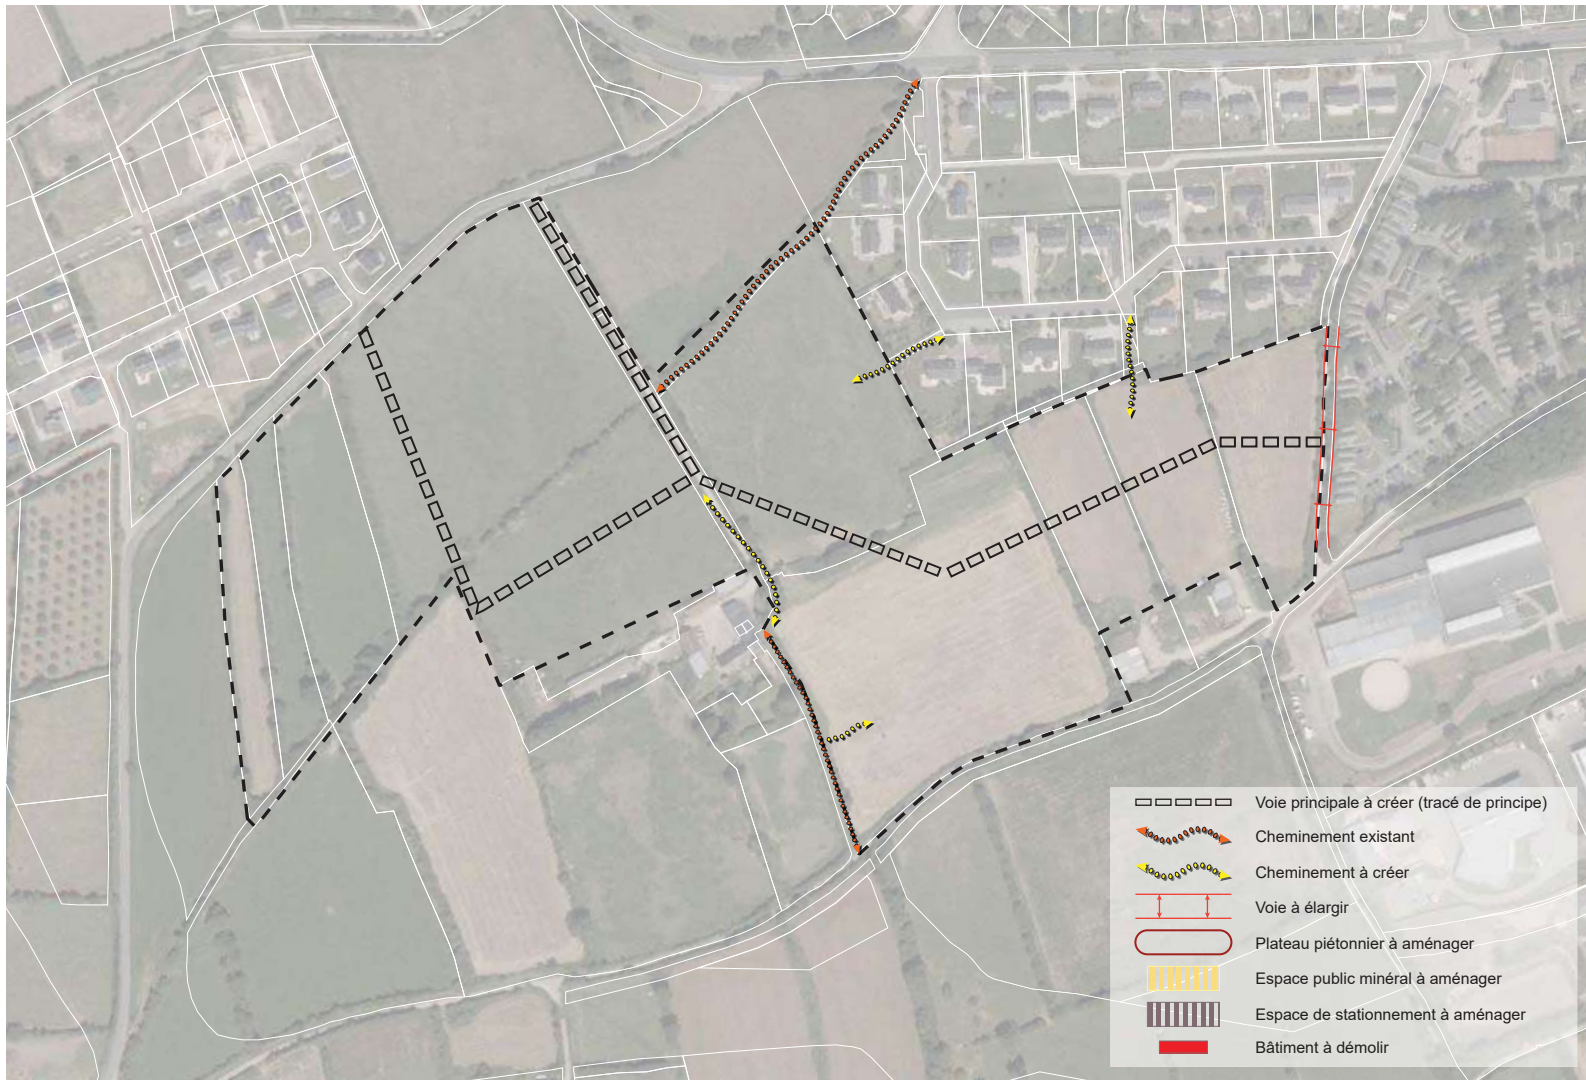 Voie principale à créer (tracé de principe)
Cheminement existant
Cheminement à créer
Voie à élargir
Plateau piétonnier à aménager
Espace public minéral à aménager
Espace de stationnement à aménager
Bâtiment à démolir